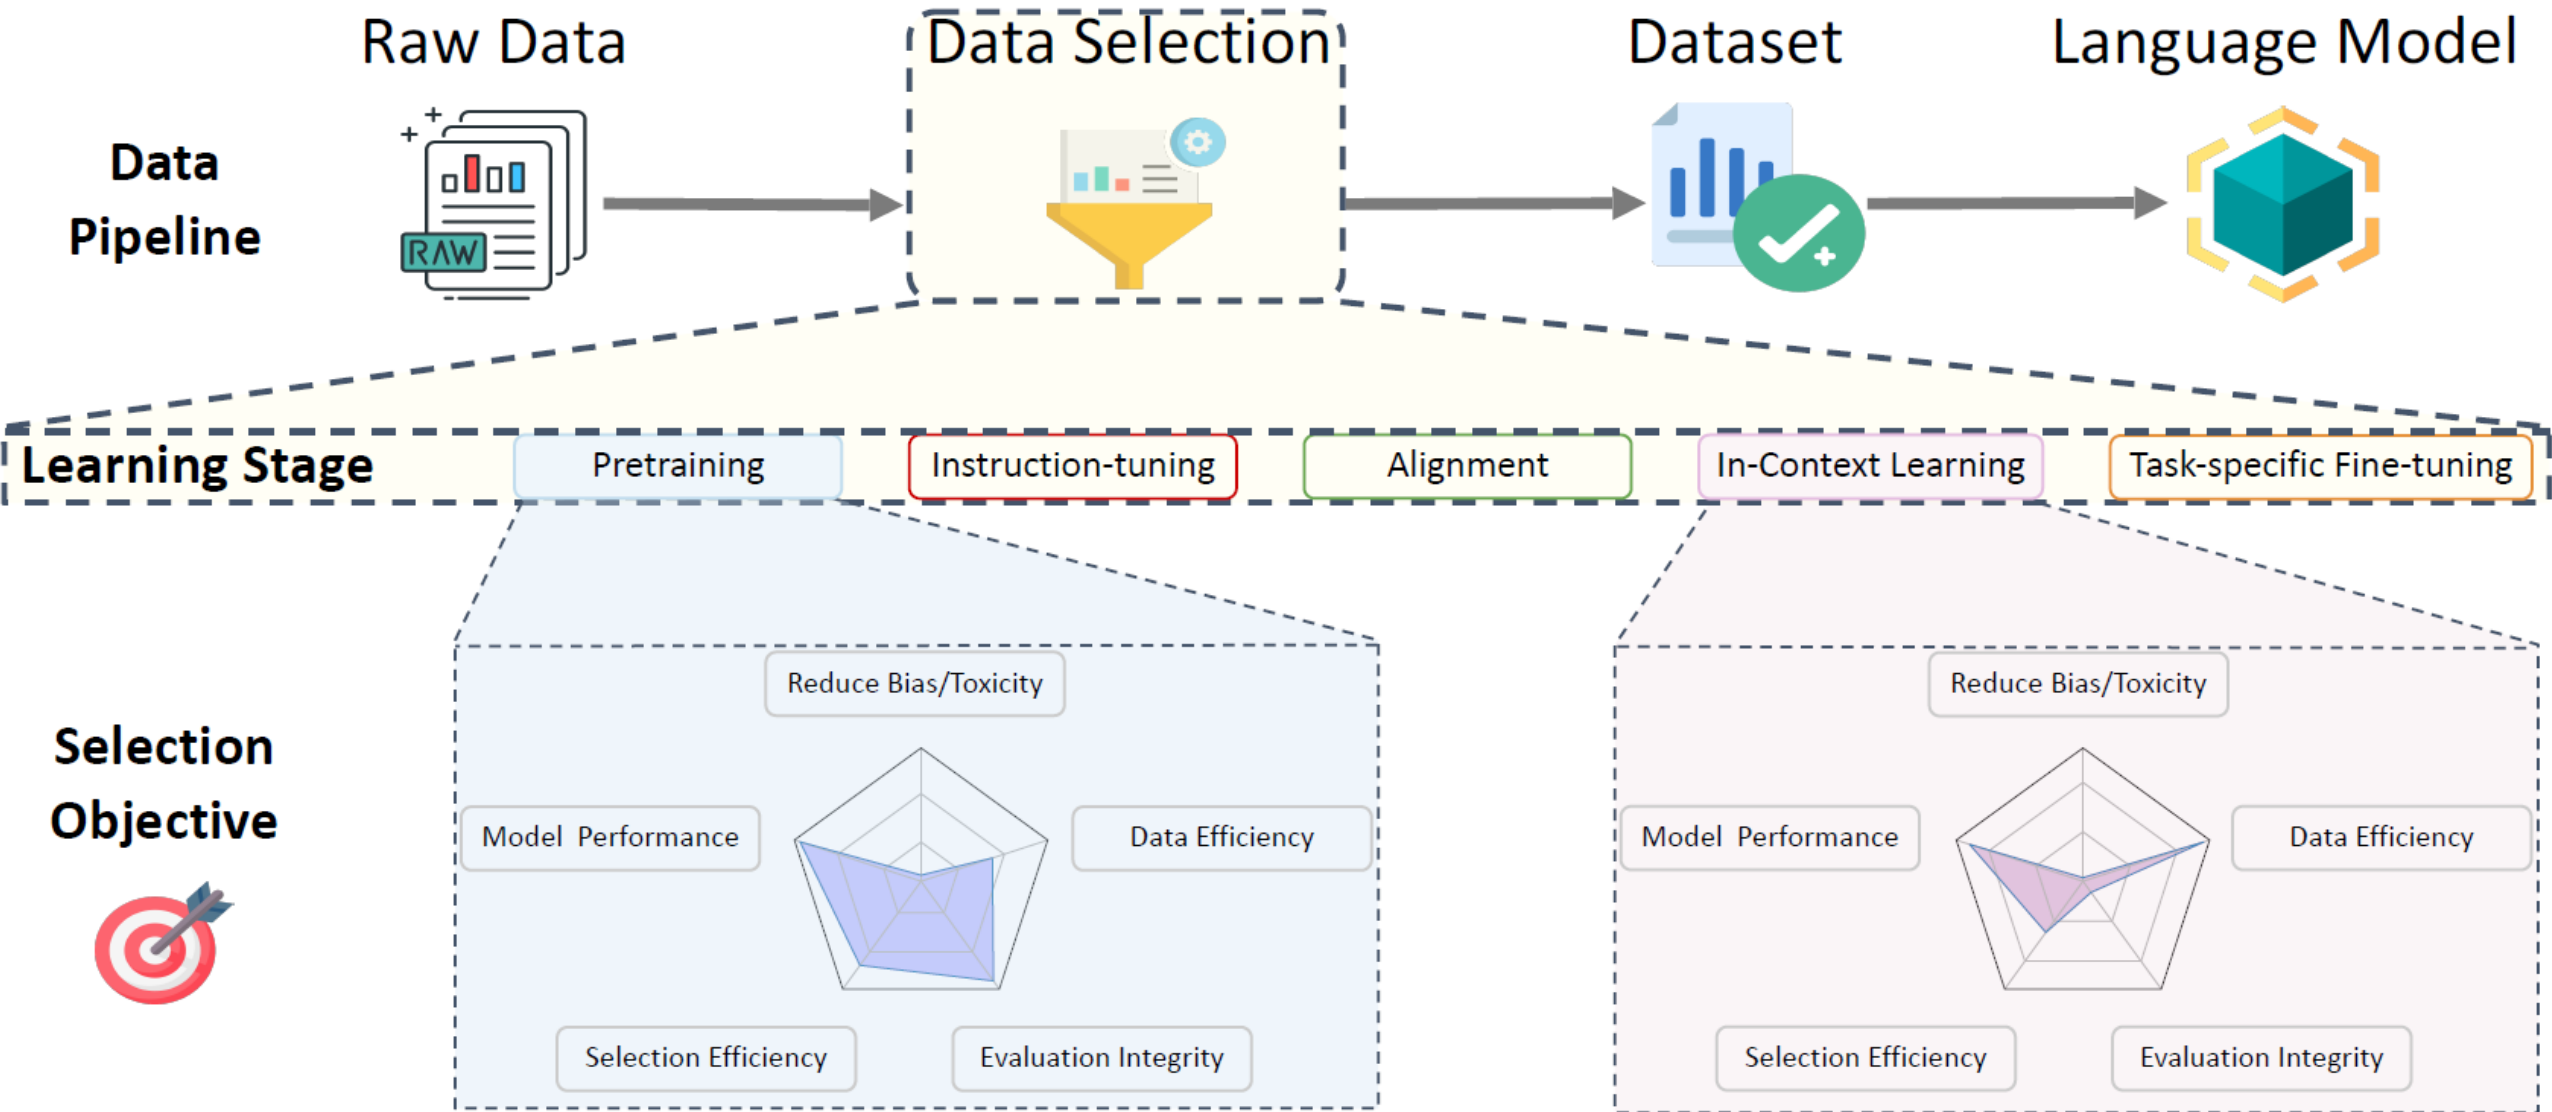 Raw Data
Data Selection
Dataset
Language Model
Data
Pipeline
RAW
Learning Stage
Pretraining
Instruction-tuning
Alignment
In-Context Learning
Task-specific Fine-tuning
Selection
Objective
Reduce Bias/Toxicity
Model Performance
Data Efficiency
Selection Efficiency
Evaluation Integrity
Reduce Bias/Toxicity
Model Performance
Data Efficiency
Selection Efficiency
Evaluation Integrity